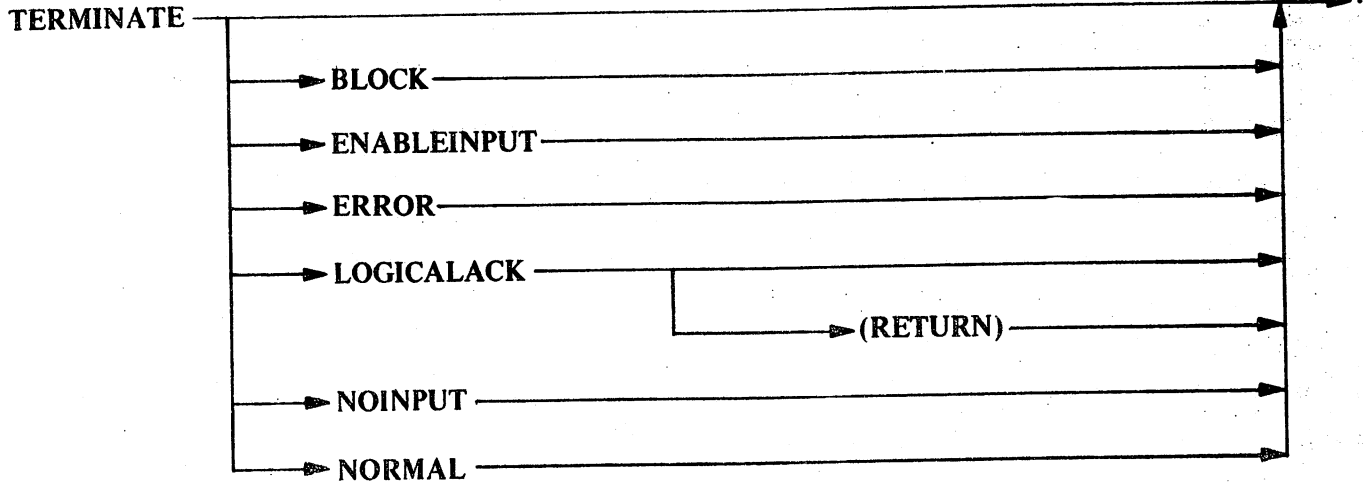 TERMINATE
BLOCK
ENABLEINPUT
ERROR
LOGICALACK
(RETURN)
NOINPUT
NORMAL